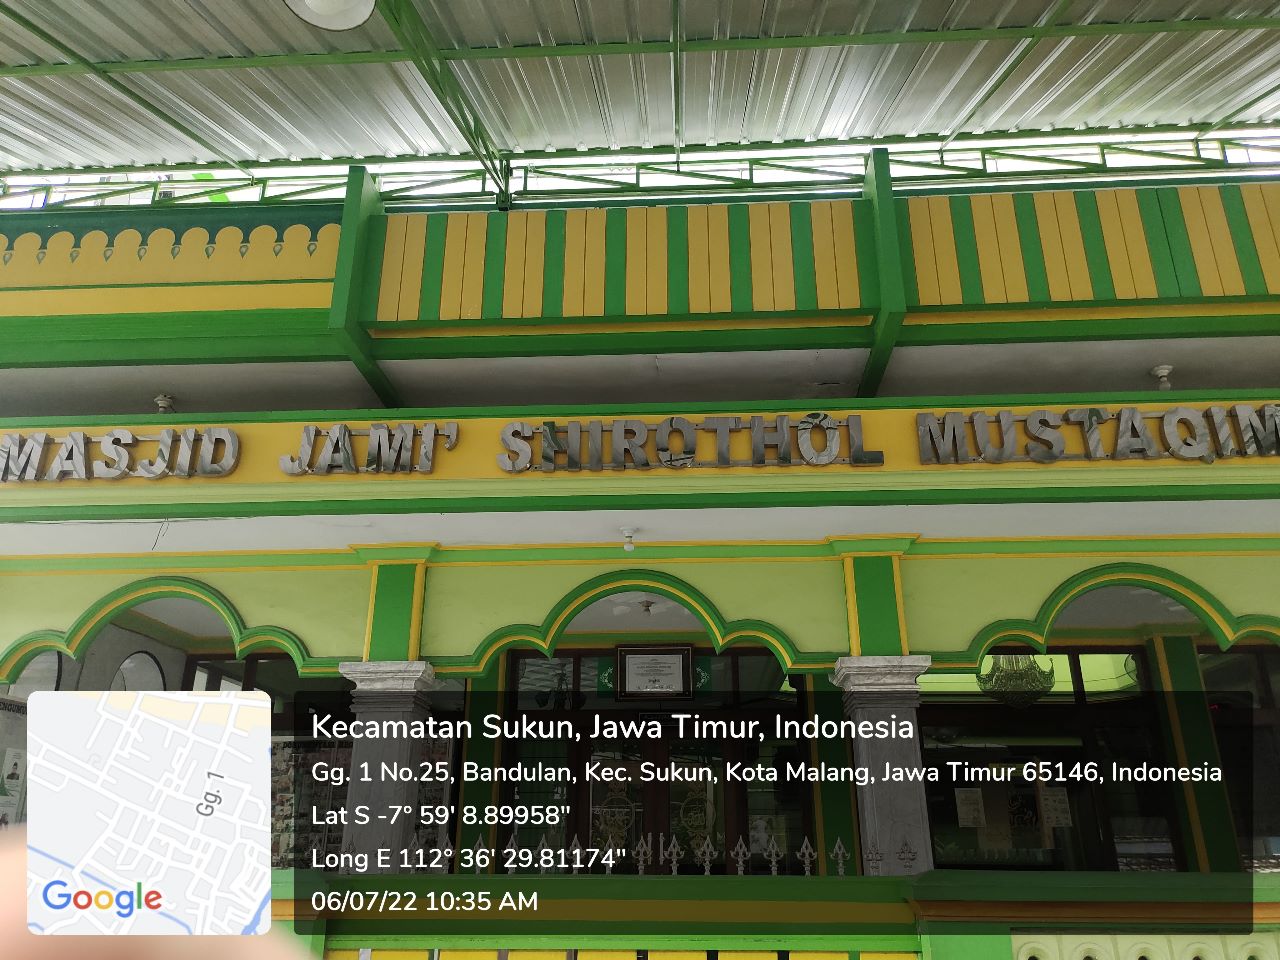 MASJID JAMI' SHIROTHOL MUSTAQIM
Kecamatan Sukun, Jawa Timur, Indonesia
Gg. 1 No.25, Bandulan, Kec. Sukun, Kota Malang, Jawa Timur 65146, Indonesia
Lat S -7° 59' 8.89958"
Long E 112° 36' 29.81174"
06/07/22 10:35 AM
Gg. 1
Google